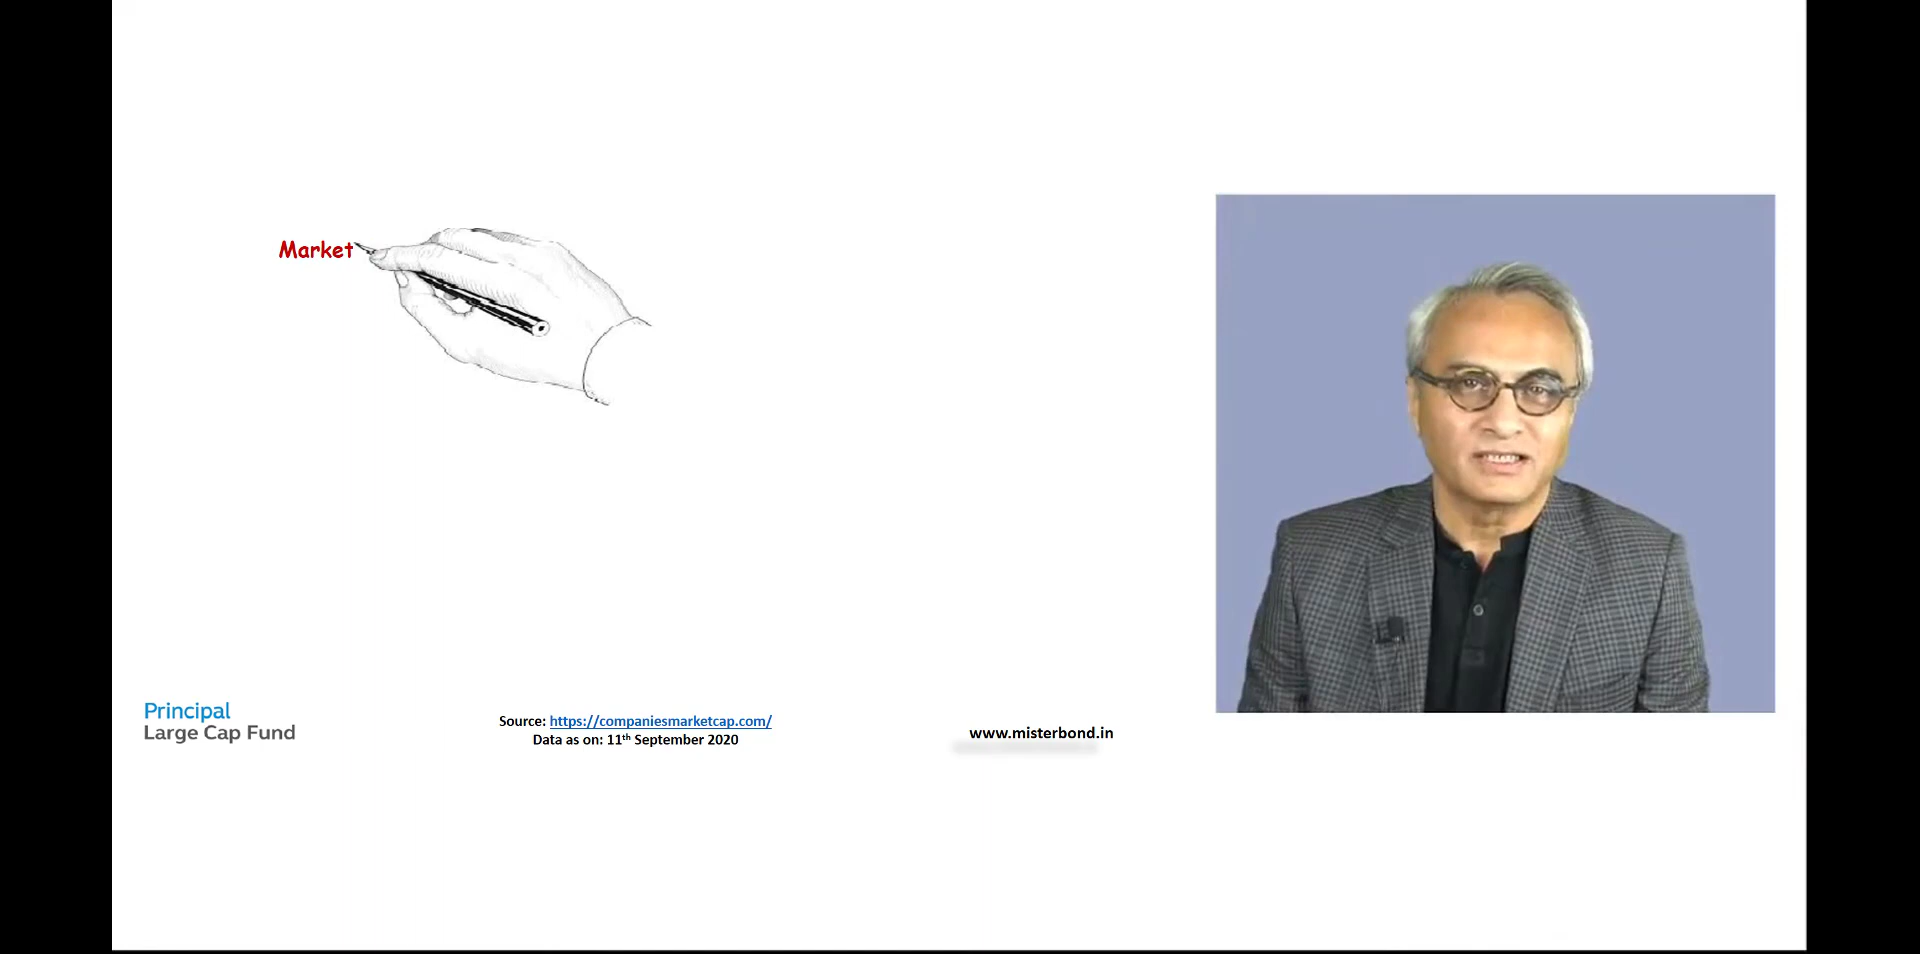 Market
Principal
Large Cap Fund
Source: https://companiesmarketcap.com/
Data as on: 11th September 2020
www.misterbond.in